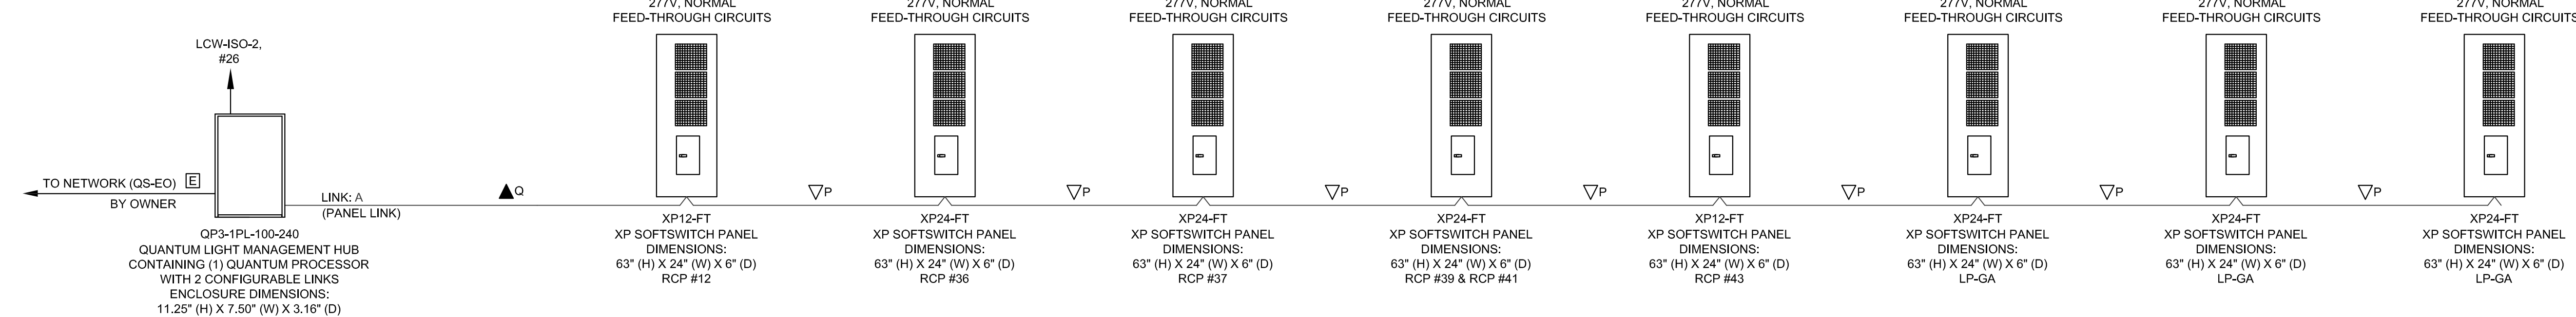 277V, NORMAL
FEED-THROUGH CIRCUITS
277V, NORMAL
FEED-THROUGH CIRCUITS
277V, NORMAL
FEED-THROUGH CIRCUITS
277V, NORMAL
FEED-THROUGH CIRCUITS
277V, NORMAL
FEED-THROUGH CIRCUITS
277V, NORMAL
FEED-THROUGH CIRCUITS
277V, NORMAL
FEED-THROUGH CIRCUITS
277V, NORMAL
FEED-THROUGH CIRCUITS
LCW-ISO-2,
#26
TO NETWORK (QS-EO) E
BY OWNER
LINK: A
(PANEL LINK)
Q
P
P
P
P
P
P
P
QP3-1PL-100-240
QUANTUM LIGHT MANAGEMENT HUB
CONTAINING (1) QUANTUM PROCESSOR
WITH 2 CONFIGURABLE LINKS
ENCLOSURE DIMENSIONS:
11.25" (H) X 7.50" (W) X 3.16" (D)
XP12-FT
XP SOFTSWITCH PANEL
DIMENSIONS:
63" (H) X 24" (W) X 6" (D)
RCP #12
XP24-FT
XP SOFTSWITCH PANEL
DIMENSIONS:
63" (H) X 24" (W) X 6" (D)
RCP #36
XP24-FT
XP SOFTSWITCH PANEL
DIMENSIONS:
63" (H) X 24" (W) X 6" (D)
RCP #37
XP24-FT
XP SOFTSWITCH PANEL
DIMENSIONS:
63" (H) X 24" (W) X 6" (D)
RCP #39 & RCP #41
XP12-FT
XP SOFTSWITCH PANEL
DIMENSIONS:
63" (H) X 24" (W) X 6" (D)
RCP #43
XP24-FT
XP SOFTSWITCH PANEL
DIMENSIONS:
63" (H) X 24" (W) X 6" (D)
LP-GA
XP24-FT
XP SOFTSWITCH PANEL
DIMENSIONS:
63" (H) X 24" (W) X 6" (D)
LP-GA
XP24-FT
XP SOFTSWITCH PANEL
DIMENSIONS:
63" (H) X 24" (W) X 6" (D)
LP-GA